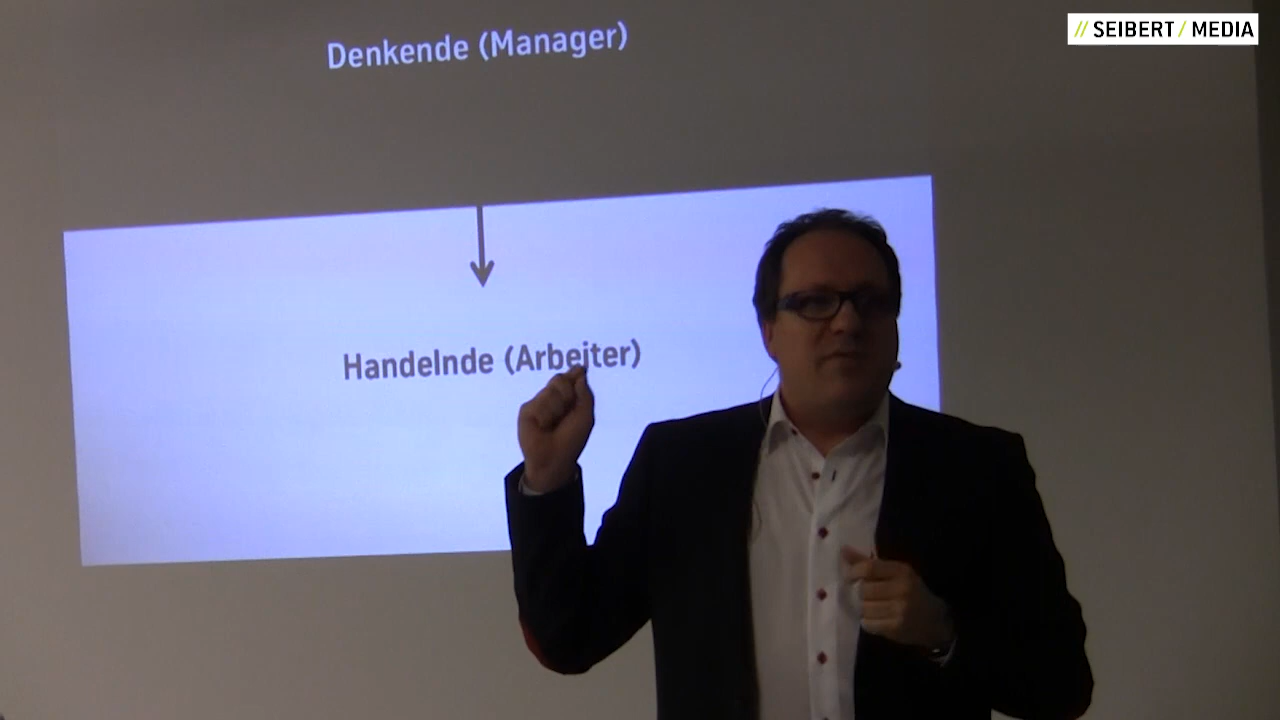 // SEIBERT / MEDIA
Denkende (Manager)
Handelnde (Arbeiter)